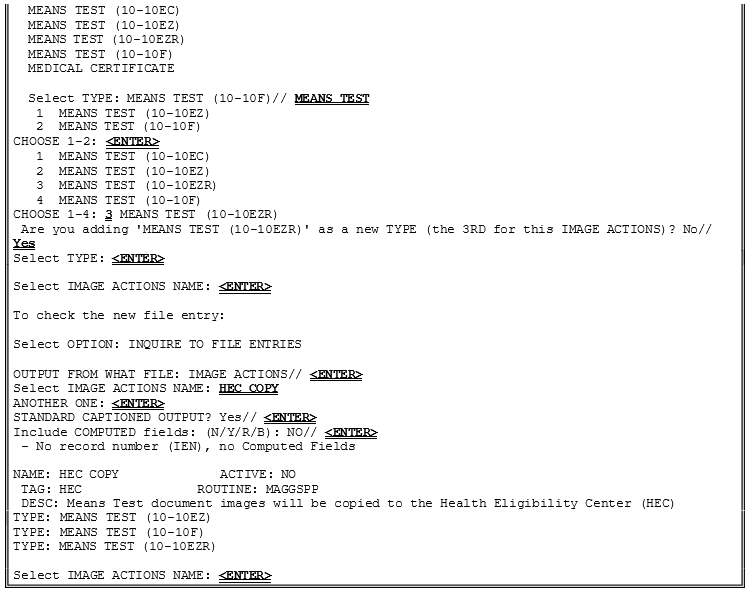 MEANS TEST (10-10EC)
MEANS TEST (10-10EZ)
MEANS TEST (10-10EZR)
MEANS TEST (10-10F)
MEDICAL CERTIFICATE
Select TYPE: MEANS TEST (10-10F)// MEANS TEST
1 MEANS TEST (10-10EZ)
2 MEANS TEST (10-10F)
CHOOSE 1-2: <ENTER>
1 MEANS TEST (10-10EC)
2 MEANS TEST (10-10EZ)
3 MEANS TEST (10-10EZR)
4 MEANS TEST (10-10F)
CHOOSE 1-4: 3 MEANS TEST (10-10EZR)
Are you adding 'MEANS TEST (10-10EZR)' as a new TYPE (the 3RD for this IMAGE ACTIONS)? No//
Yes
Select TYPE: <ENTER>
Select IMAGE ACTIONS NAME: <ENTER>
To check the new file entry:
Select OPTION: INQUIRE TO FILE ENTRIES
OUTPUT FROM WHAT FILE: IMAGE ACTIONS// <ENTER>
Select IMAGE ACTIONS NAME: HEC COPY
ANOTHER ONE: <ENTER>
STANDARD CAPTIONED OUTPUT? Yes// <ENTER>
Include COMPUTED fields: (N/Y/R/B): NO// <ENTER>
- No record number (IEN), no Computed Fields
NAME: HEC COPY ACTIVE: NO
TAG: HEC ROUTINE: MAGGSPP
DESC: Means Test document images will be copied to the Health Eligibility Center (HEC)
TYPE: MEANS TEST (10-10EZ)
TYPE: MEANS TEST (10-10F)
TYPE: MEANS TEST (10-10EZR)
Select IMAGE ACTIONS NAME: <ENTER>